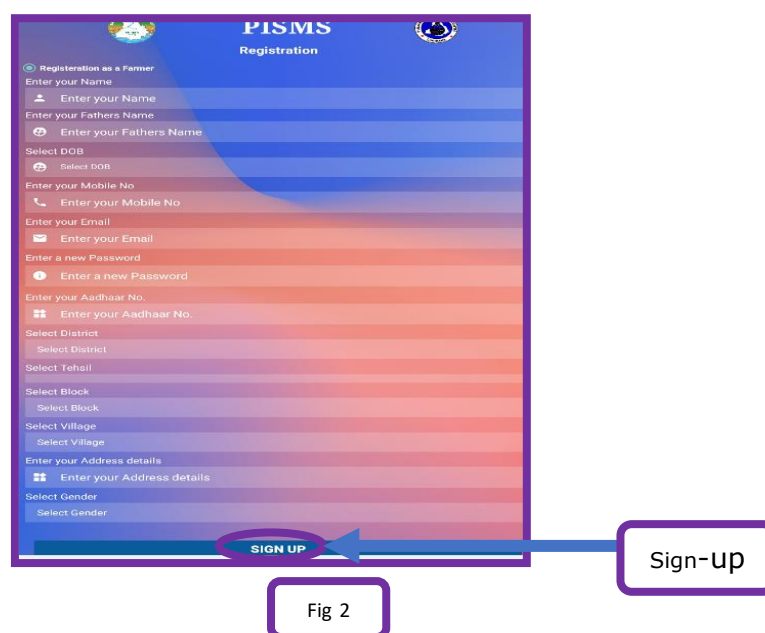 PISMS
Registration
Registeration as a Farmer
Enter your Name
Enter your Name
Enter your Fathers Name
Enter your Fathers Name
Select DOB
Select DOB
Enter your Mobile No
Enter your Mobile No
Enter your Email
Enter your Email
Enter a new Password
Enter a new Password
Enter your Aadhaar No.
Enter your Aadhaar No.
Select District
Select District
Select Tehsil
Select Block
Select Block
Select Village
Select Village
Enter your Address details
Enter your Address details
Select Gender
Select Gender
SIGN UP
Sign-up
Fig 2